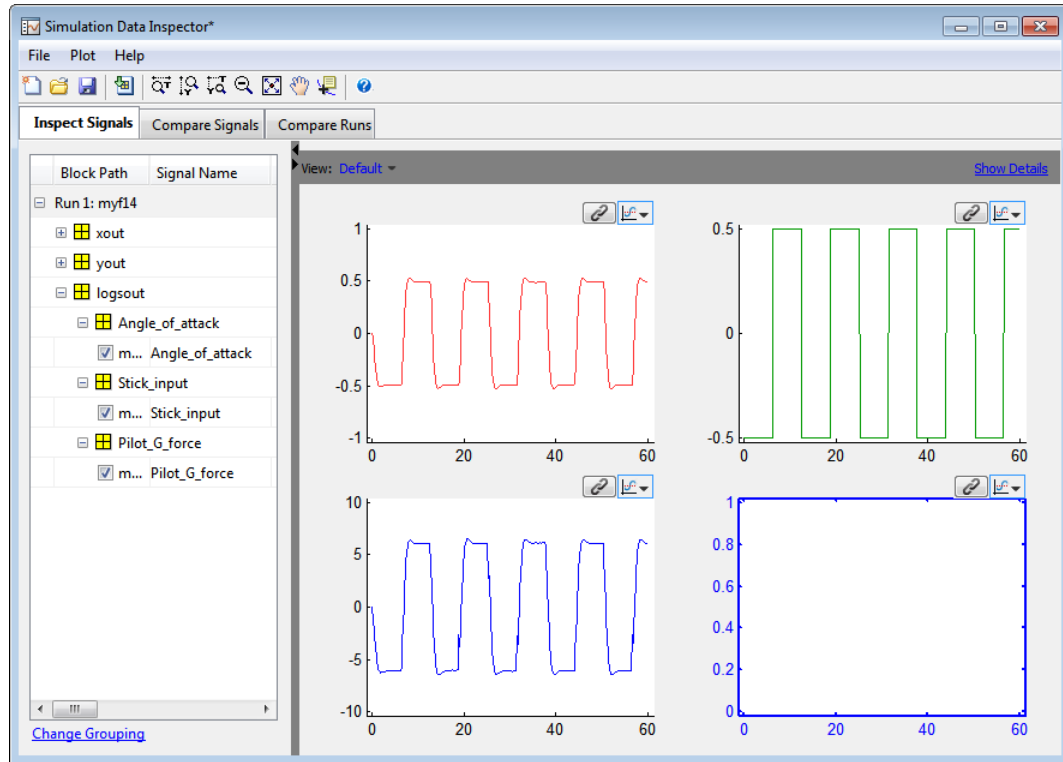 Simulation Data Inspector*
File Plot Help
Inspect Signals Compare Signals Compare Runs
Block Path Signal Name
Run 1: myf14
xout
yout
logsout
Angle_of_attack
m... Angle_of_attack
Stick_input
m... Stick_input
Pilot_G_force
m... Pilot_G_force
Change Grouping
View: Default Show Details
1
0.5
0
-0.5
-1
0 20 40 60
0.5
0
-0.5
0 20 40 60
10
5
0
-5
-10
0 20 40 60
1
0.8
0.6
0.4
0.2
0
0 20 40 60